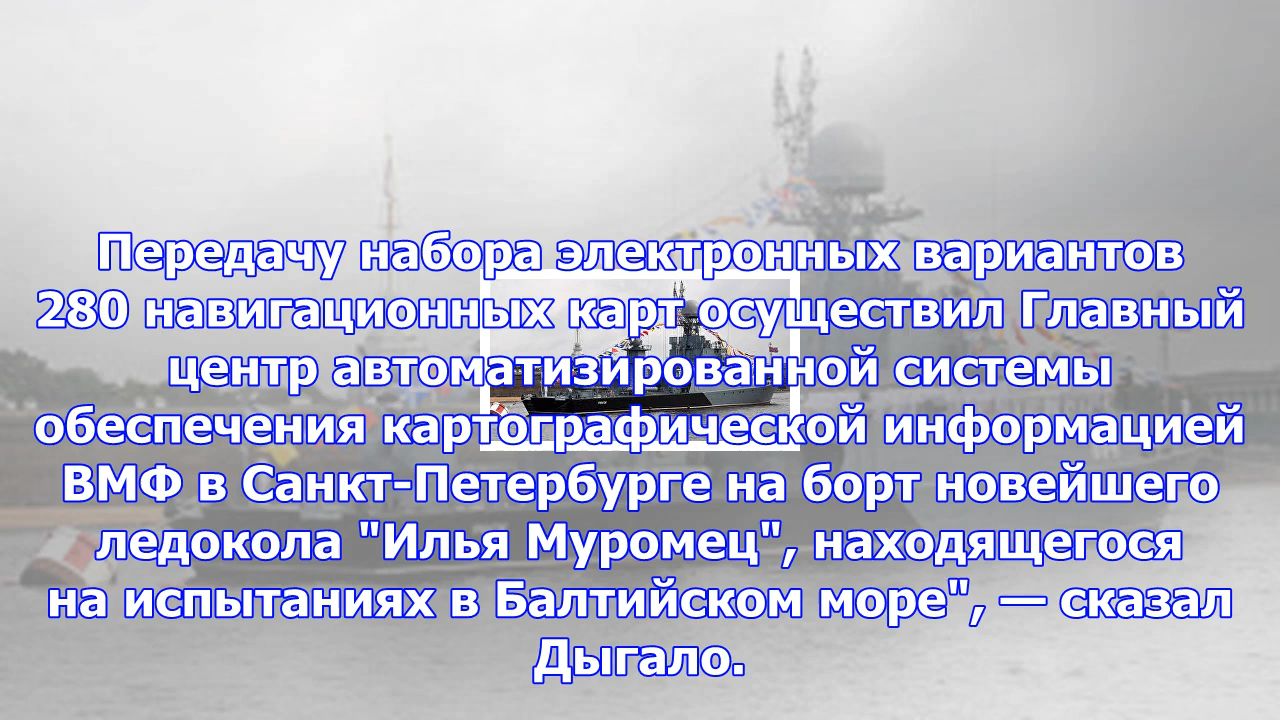 Передачу набора электронных вариантов
280 навигационных карт осуществил Главный
центр автоматизированной системы
обеспечения картографической информацией
ВМФ в Санкт-Петербурге на борт новейшего
ледокола "Илья Муромец", находящегося
на испытаниях в Балтийском море", — сказал
Дыгало.